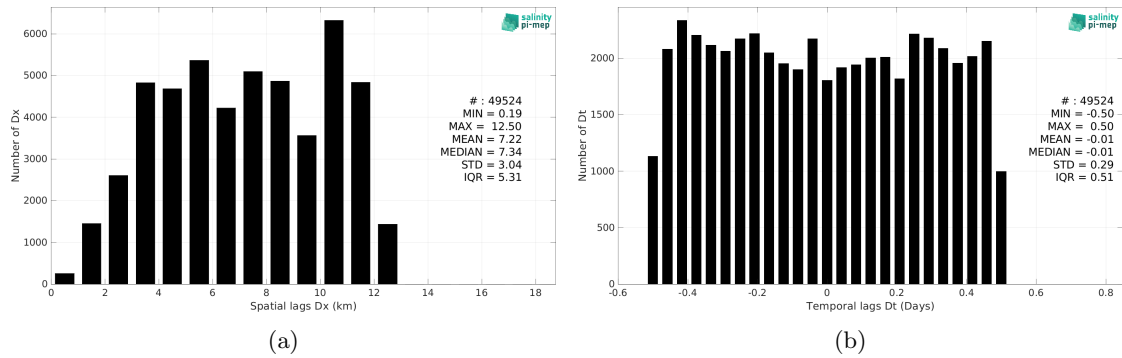 salinity
pi-mep
# : 49524
MIN = 0.19
MAX = 12.50
MEAN = 7.22
MEDIAN = 7.34
STD = 3.04
IQR = 5.31
Number of Dx
6000
5000
4000
3000
2000
1000
0
0 2 4 6 8 10 12 14 16 18
Spatial lags Dx (km)
(a)
salinity
pi-mep
# : 49524
MIN = -0.50
MAX = 0.50
MEAN = -0.01
MEDIAN = -0.01
STD = 0.29
IQR = 0.51
Number of Dt
2000
1500
1000
500
0
-0.6 -0.4 -0.2 0 0.2 0.4 0.6 0.8
Temporal lags Dt (Days)
(b)